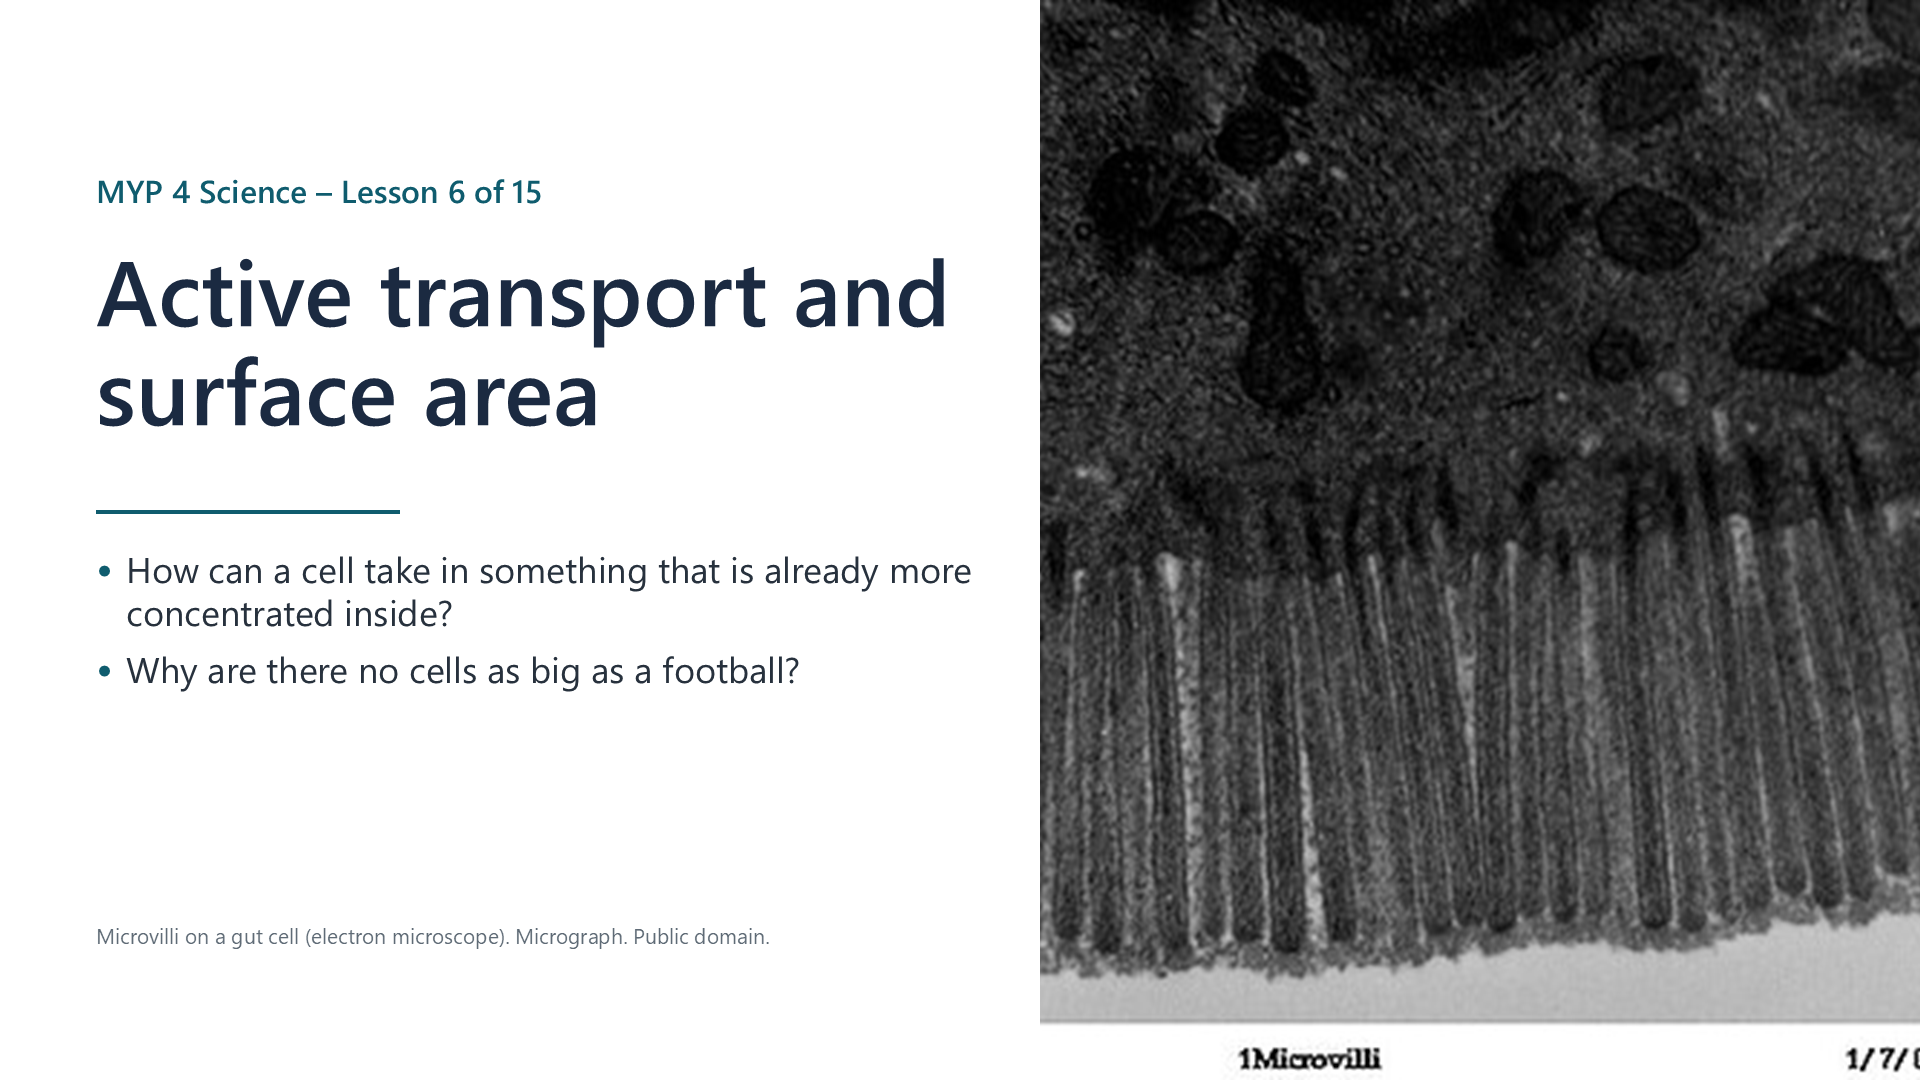 MYP 4 Science – Lesson 6 of 15
Active transport and
surface area
• How can a cell take in something that is already more
concentrated inside?
• Why are there no cells as big as a football?
Microvilli on a gut cell (electron microscope). Micrograph. Public domain.
1Microvilli
1/7/